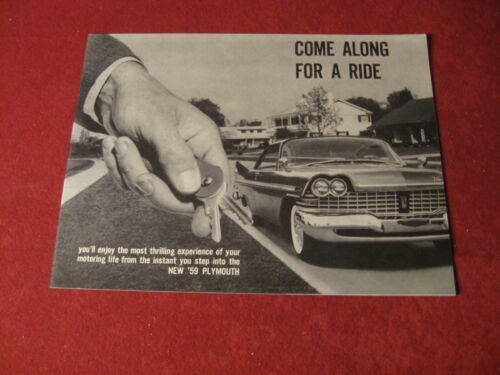 COME ALONG
FOR A RIDE
you'll enjoy the most thrilling experience of your
motoring life from the instant you step into the
NEW '59 PLYMOUTH